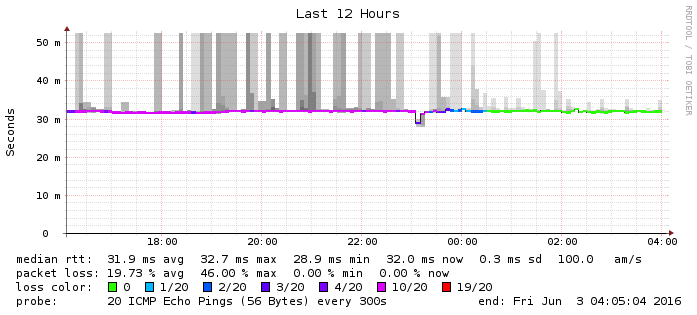 Last 12 Hours
RRDTOOL / TOBI OETIKER
Seconds
50 m
40 m
30 m
20 m
10 m
0
18:00 20:00 22:00 00:00 02:00 04:00
median rtt: 31.9 ms avg 32.7 ms max 28.9 ms min 32.0 ms now 0.3 ms sd 100.0 am/s
packet loss: 19.73 % avg 46.00 % max 0.00 % min 0.00 % now
loss color: 0 1/20 2/20 3/20 4/20 10/20 19/20
probe: 20 ICMP Echo Pings (56 Bytes) every 300s end: Fri Jun 3 04:05:04 2016